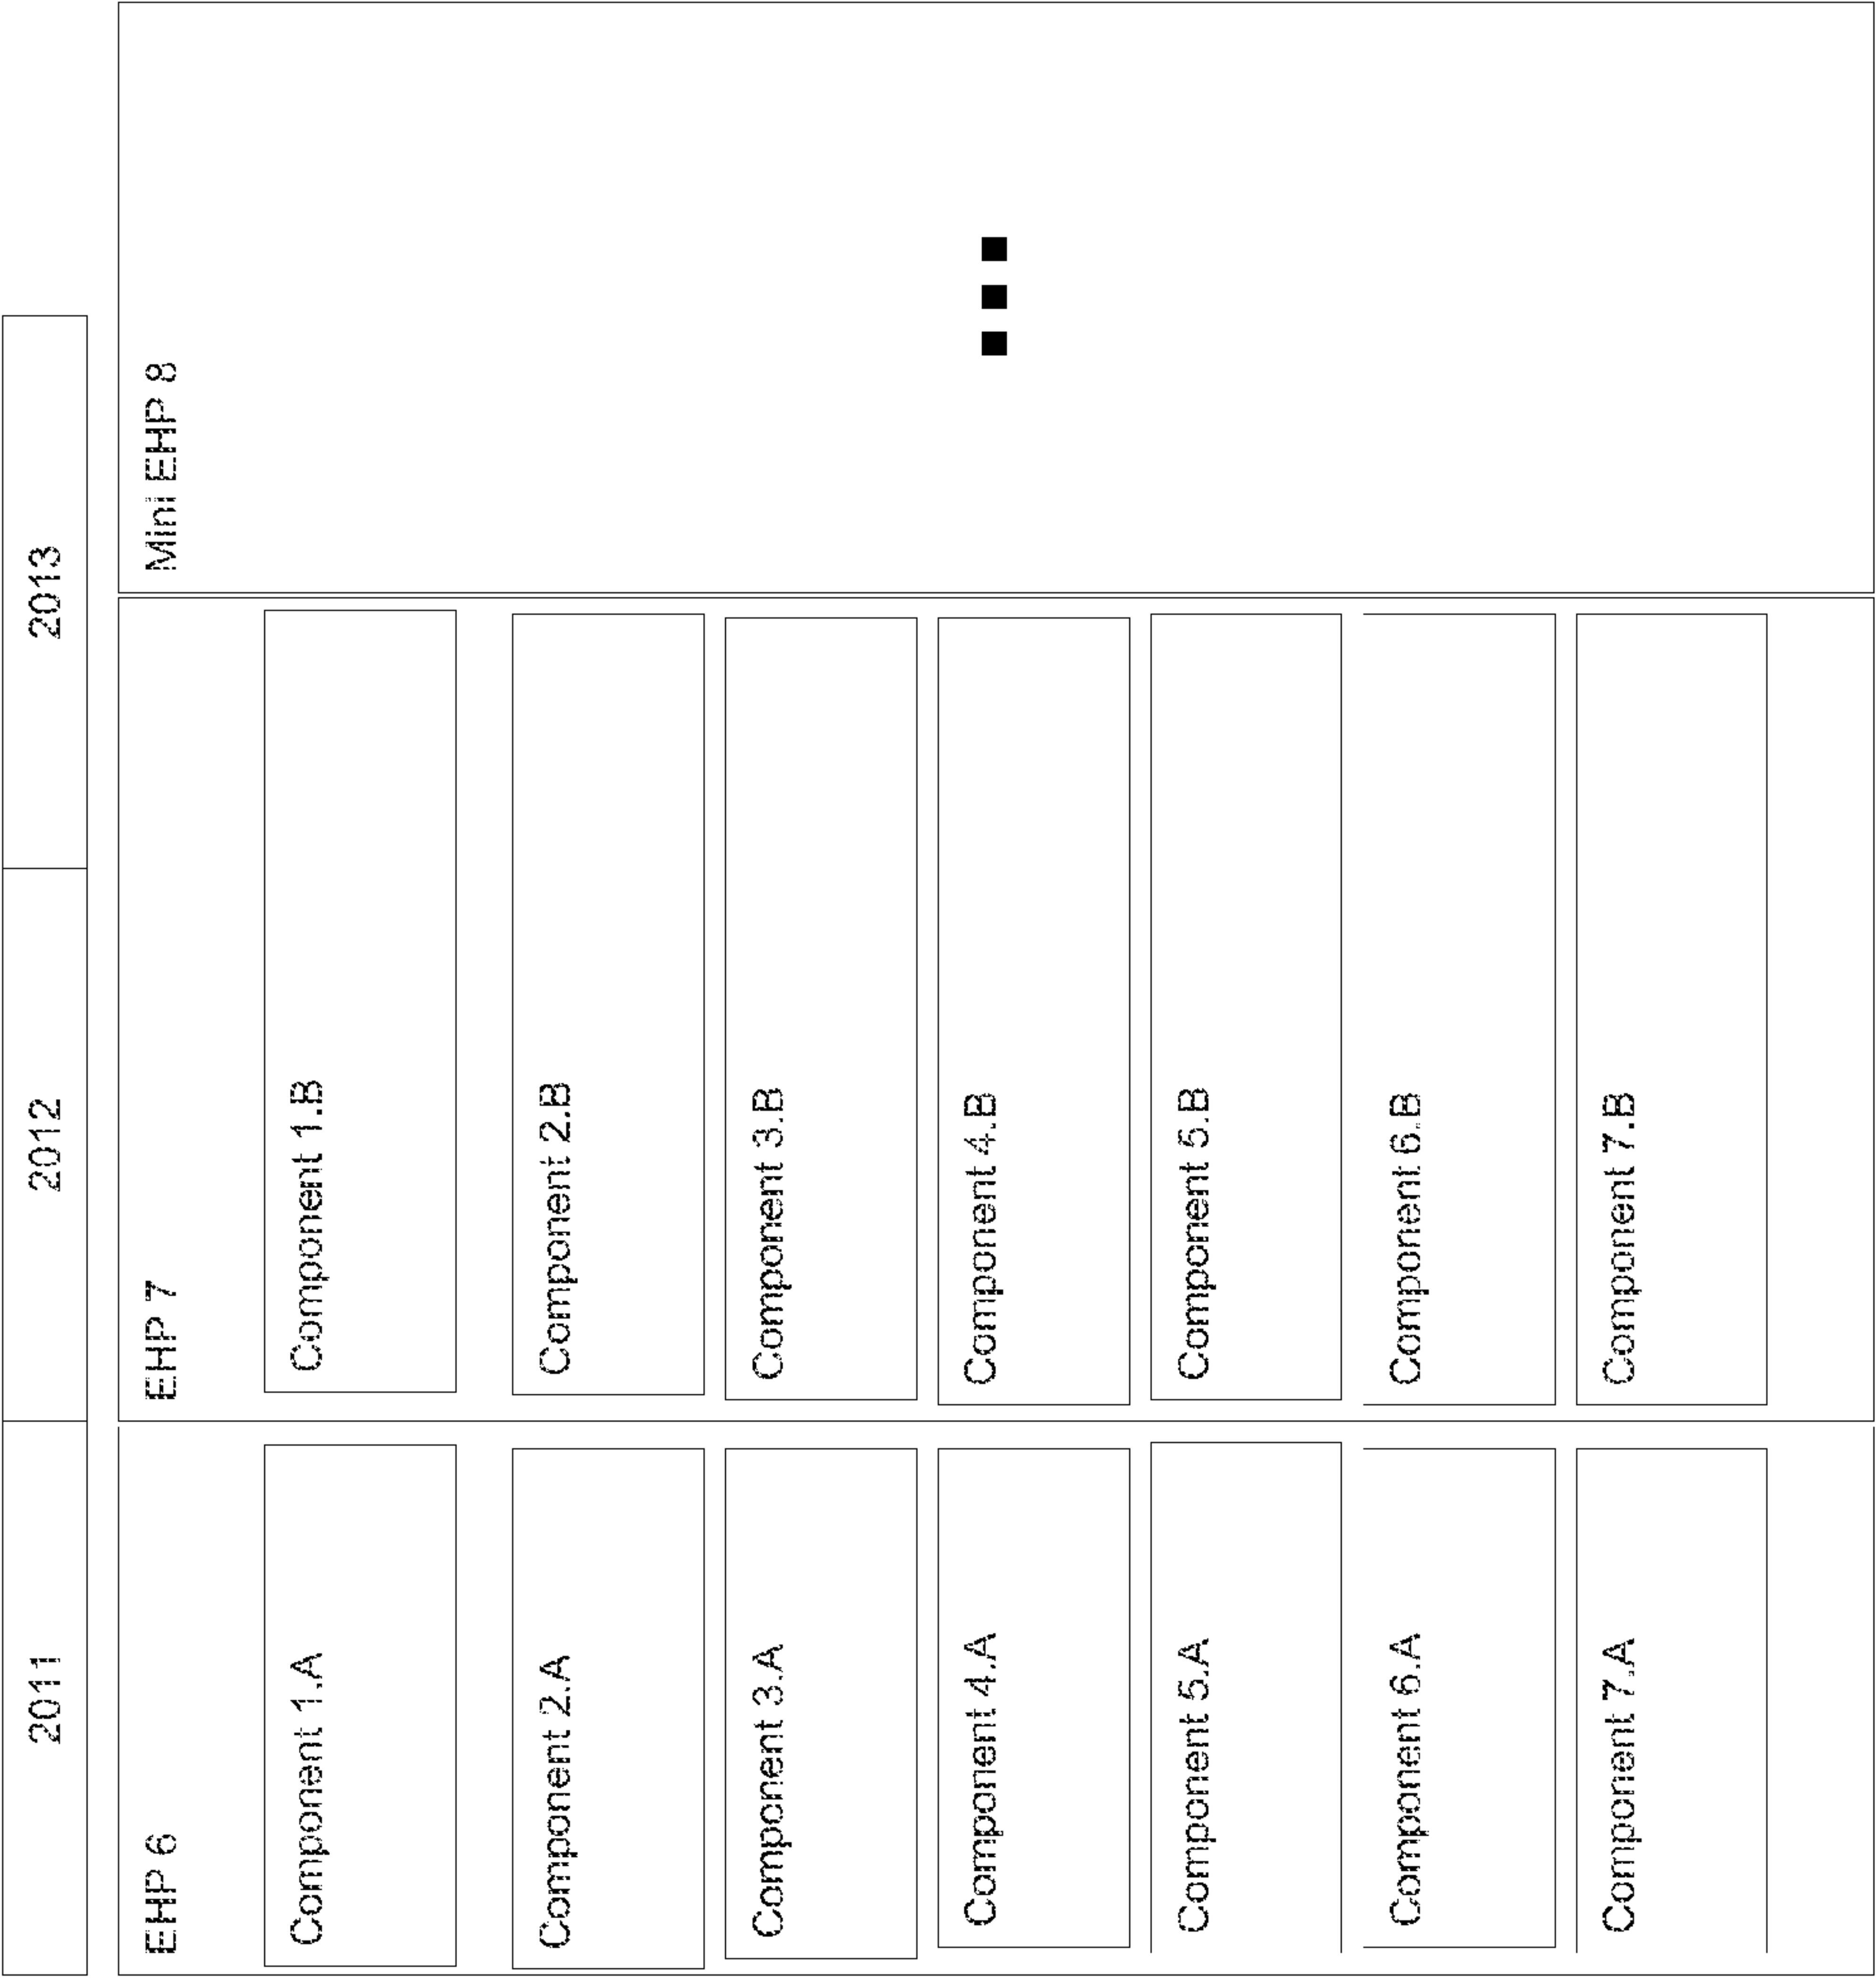 2011
2012
2013
EHP 6
EHP 7
Mini EHP 8
Component 1.A
Component 1.B
Component 2.A
Component 2.B
Component 3.A
Component 3.B
Component 4.A
Component 4.B
Component 5.A
Component 5.B
Component 6.A
Component 6.B
Component 7.A
Component 7.B